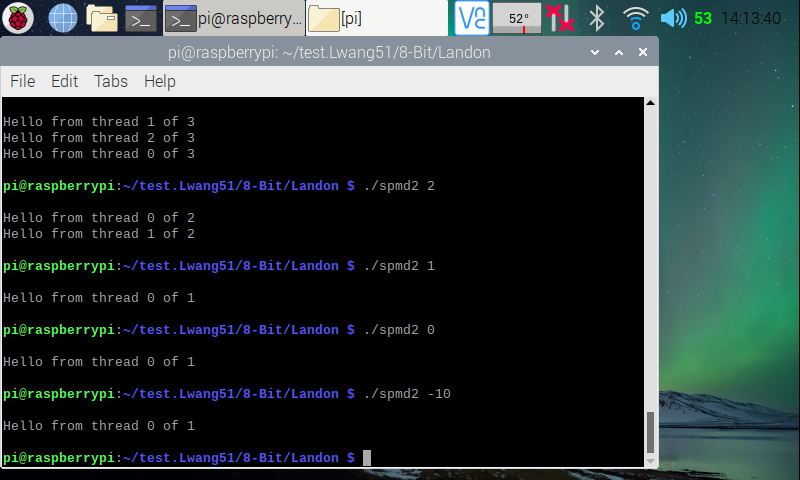 pi@raspberry...
[pi]
52°
53
14:13:40
pi@raspberrypi: ~/test.Lwang51/8-Bit/Landon
File Edit Tabs Help
Hello from thread 1 of 3
Hello from thread 2 of 3
Hello from thread 0 of 3
pi@raspberrypi:~/test.Lwang51/8-Bit/Landon $ ./spmd2 2
Hello from thread 0 of 2
Hello from thread 1 of 2
pi@raspberrypi:~/test.Lwang51/8-Bit/Landon $ ./spmd2 1
Hello from thread 0 of 1
pi@raspberrypi:~/test.Lwang51/8-Bit/Landon $ ./spmd2 0
Hello from thread 0 of 1
pi@raspberrypi:~/test.Lwang51/8-Bit/Landon $ ./spmd2 -10
Hello from thread 0 of 1
pi@raspberrypi:~/test.Lwang51/8-Bit/Landon $